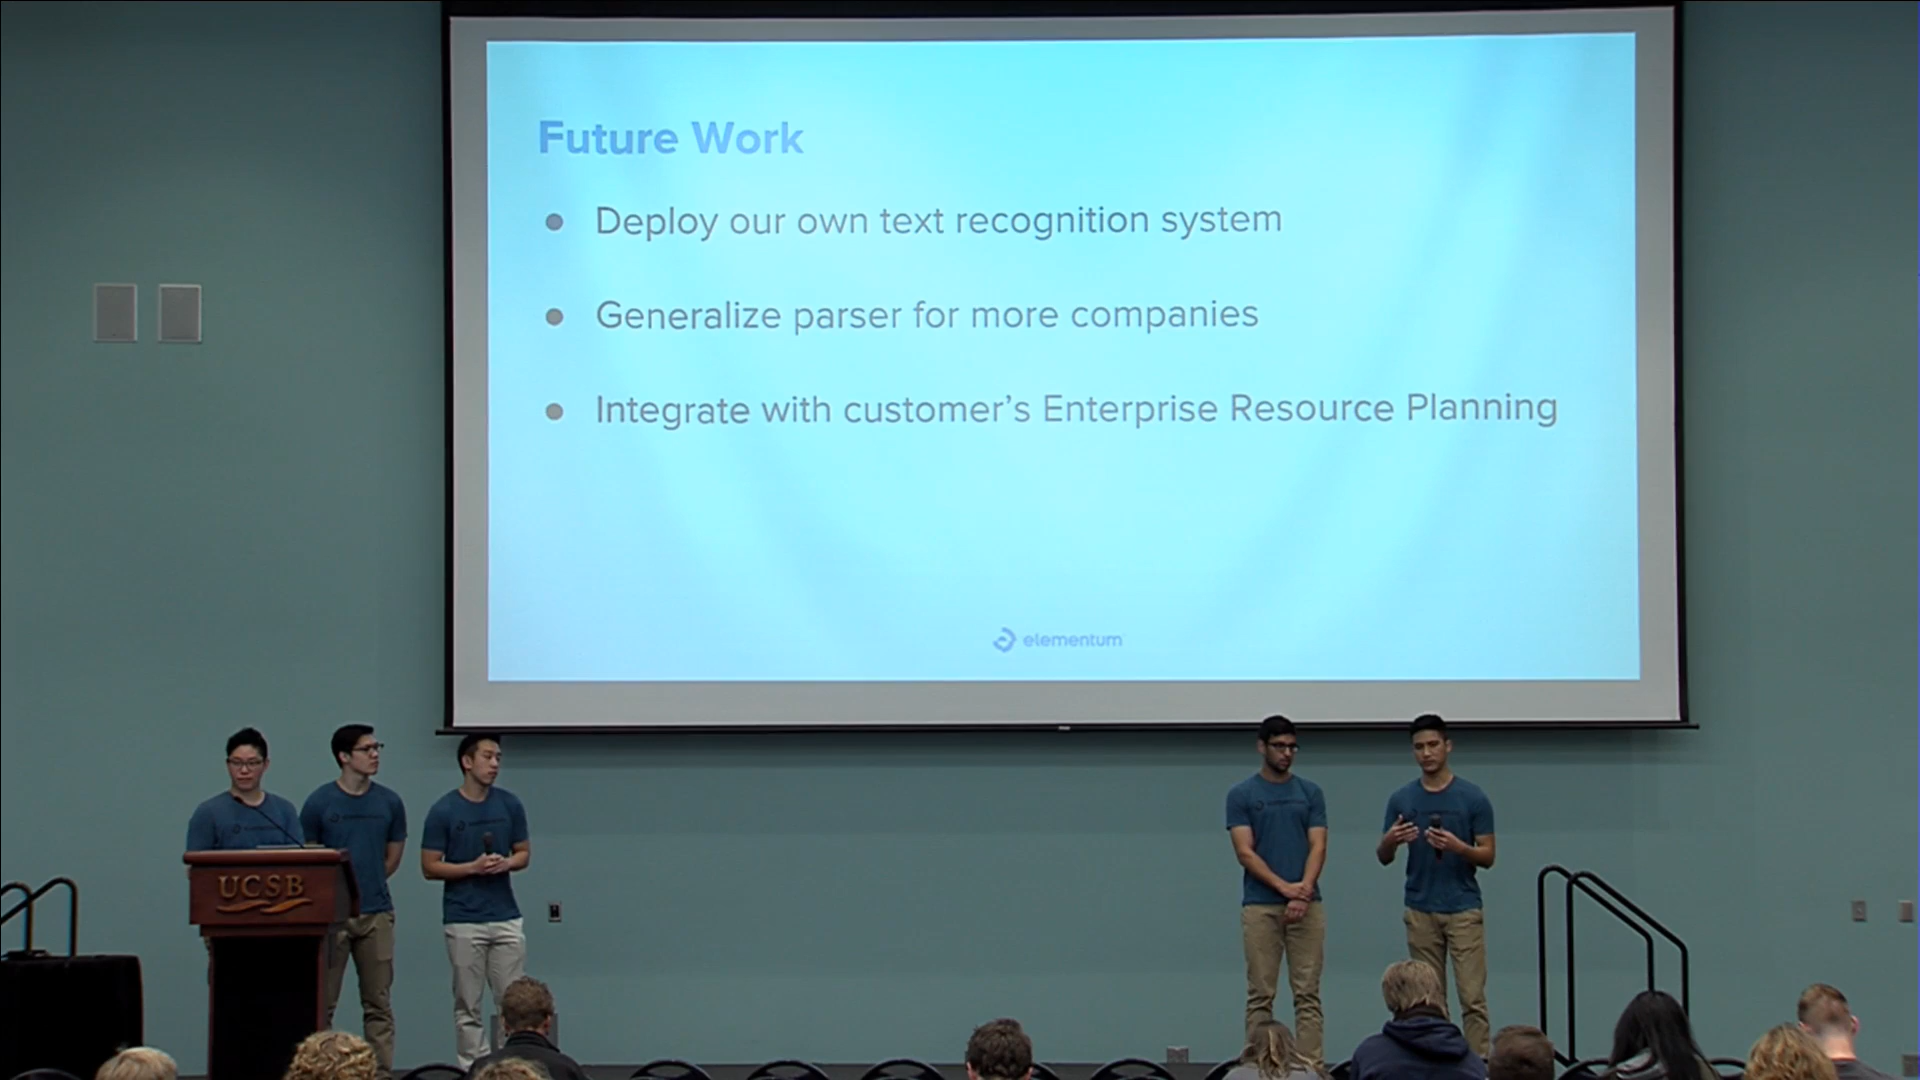 Future Work
● Deploy our own text recognition system
● Generalize parser for more companies
● Integrate with customer's Enterprise Resource Planning
elementum
UCSB